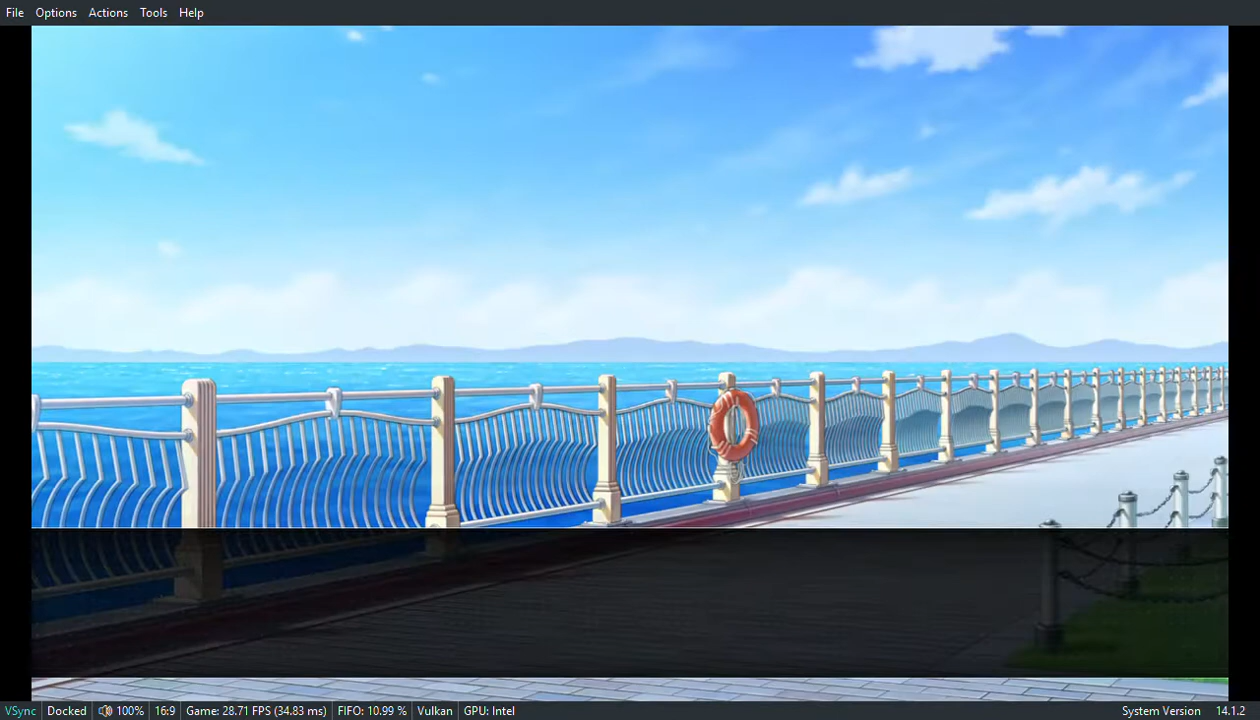 File Options Actions Tools Help
VSync Docked 100% 16:9 Game: 28.71 FPS (34.83 ms) FIFO: 10.99 % Vulkan GPU: Intel System Version 14.1.2